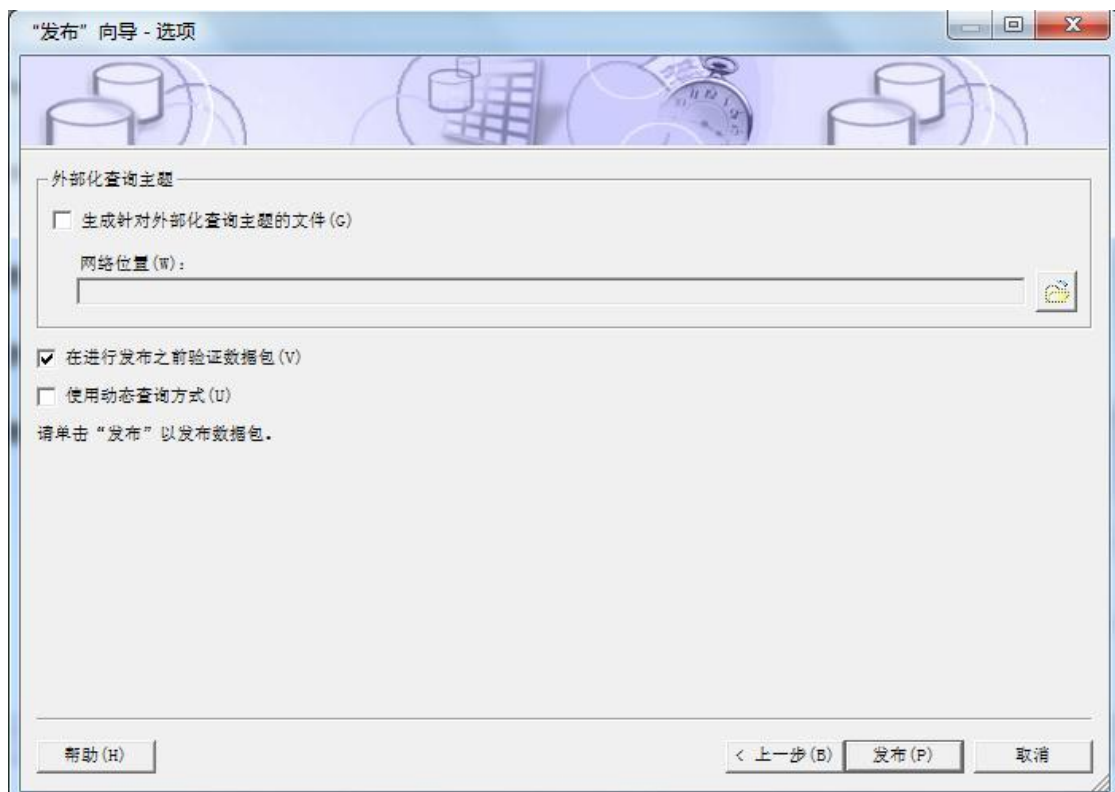 “发布”向导 - 选项
外部化查询主题
生成针对外部化查询主题的文件(G)
网络位置(W):
在进行发布之前验证数据包(V)
使用动态查询方式(U)
请单击“发布”以发布数据包.
帮助(H)
< 上一步(B)
发布(P)
取消